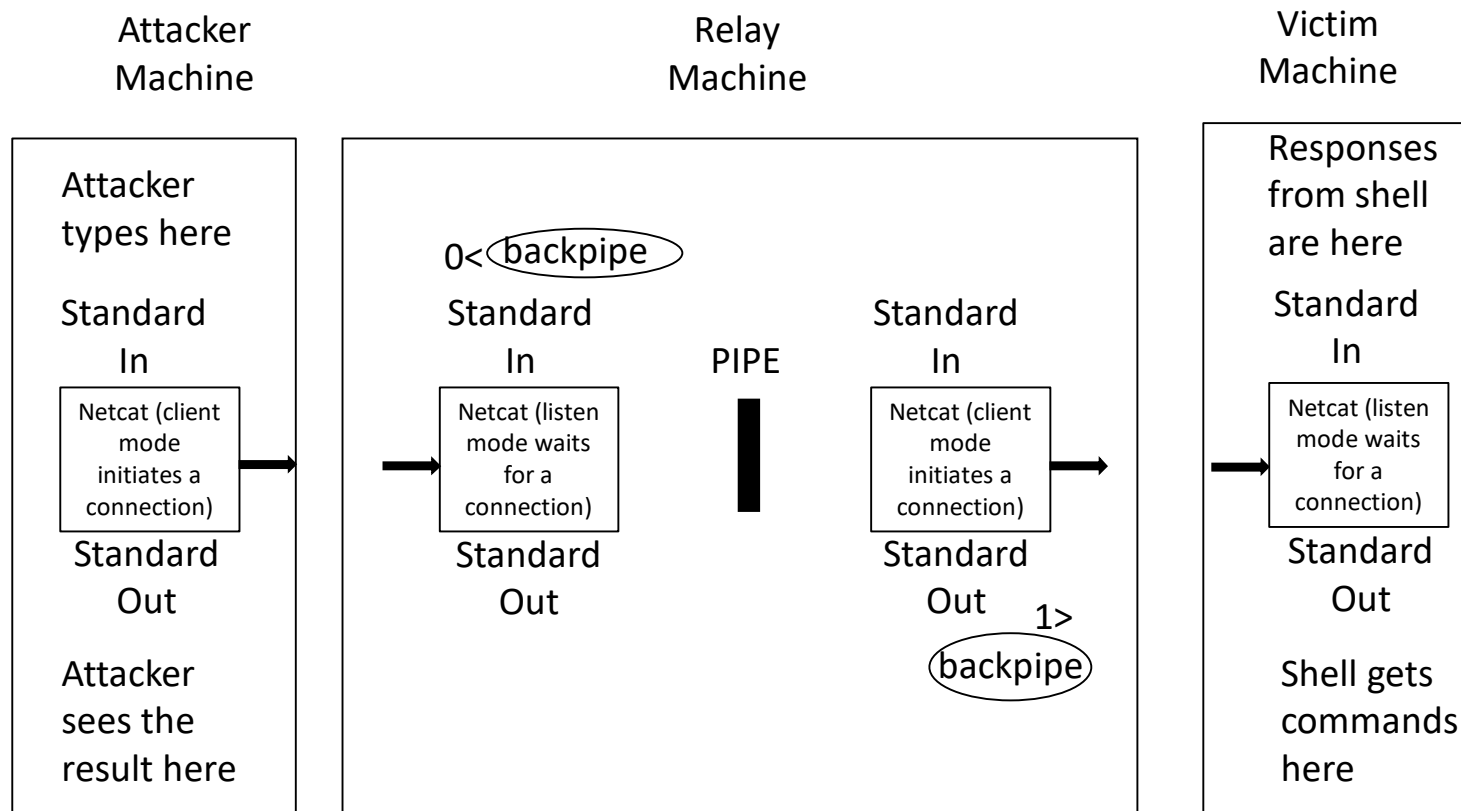 Attacker
Machine
Relay
Machine
Victim
Machine
Attacker
types here
Standard
In
Netcat (client
mode
initiates a
connection)
Standard
Out
Attacker
sees the
result here
0< backpipe
Standard
In
Netcat (listen
mode waits
for a
connection)
Standard
Out
PIPE
Standard
In
Netcat (client
mode
initiates a
connection)
Standard
Out
1>
backpipe
Responses
from shell
are here
Standard
In
Netcat (listen
mode waits
for a
connection)
Standard
Out
Shell gets
commands
here